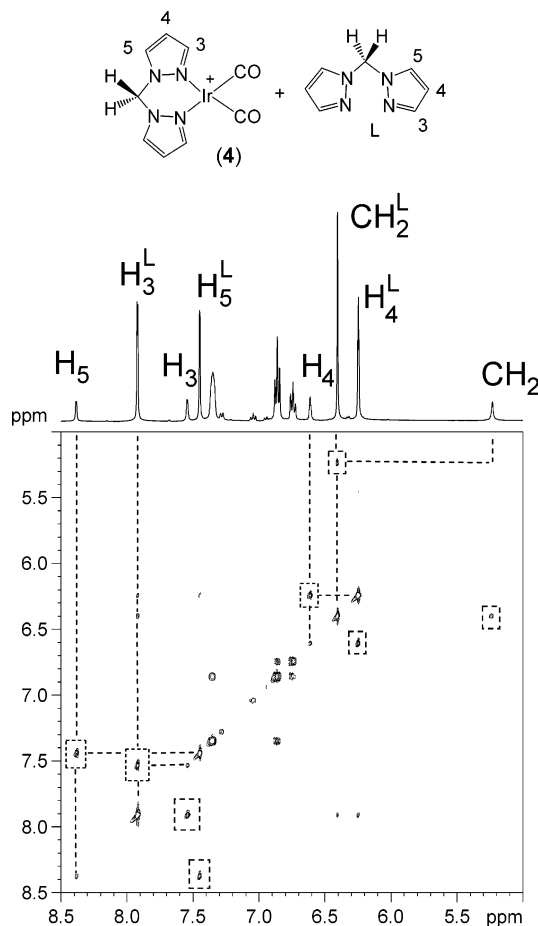 4
5 3
H H
H N N CO
H Ir+
N N CO
+
5
N N 4
N N 3
L
(4)
CH2L
H3L
H5L
H4L
H5
H3
H4
CH2
ppm
5.5
6.0
6.5
7.0
7.5
8.0
8.5
8.5 8.0 7.5 7.0 6.5 6.0 5.5 ppm